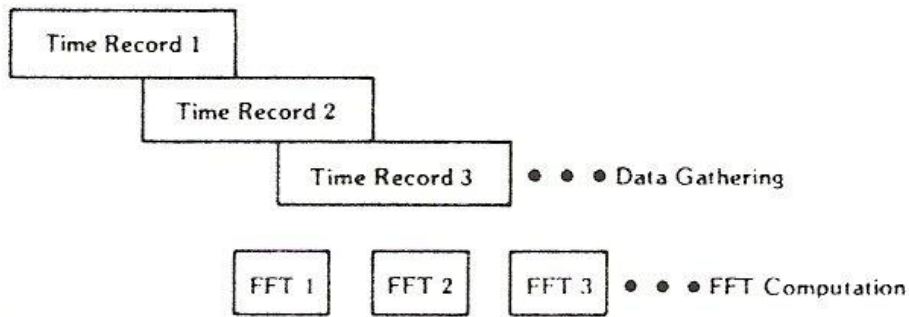 Time Record 1
Time Record 2
Time Record 3
Data Gathering
FFT 1 FFT 2 FFT 3 FFT Computation